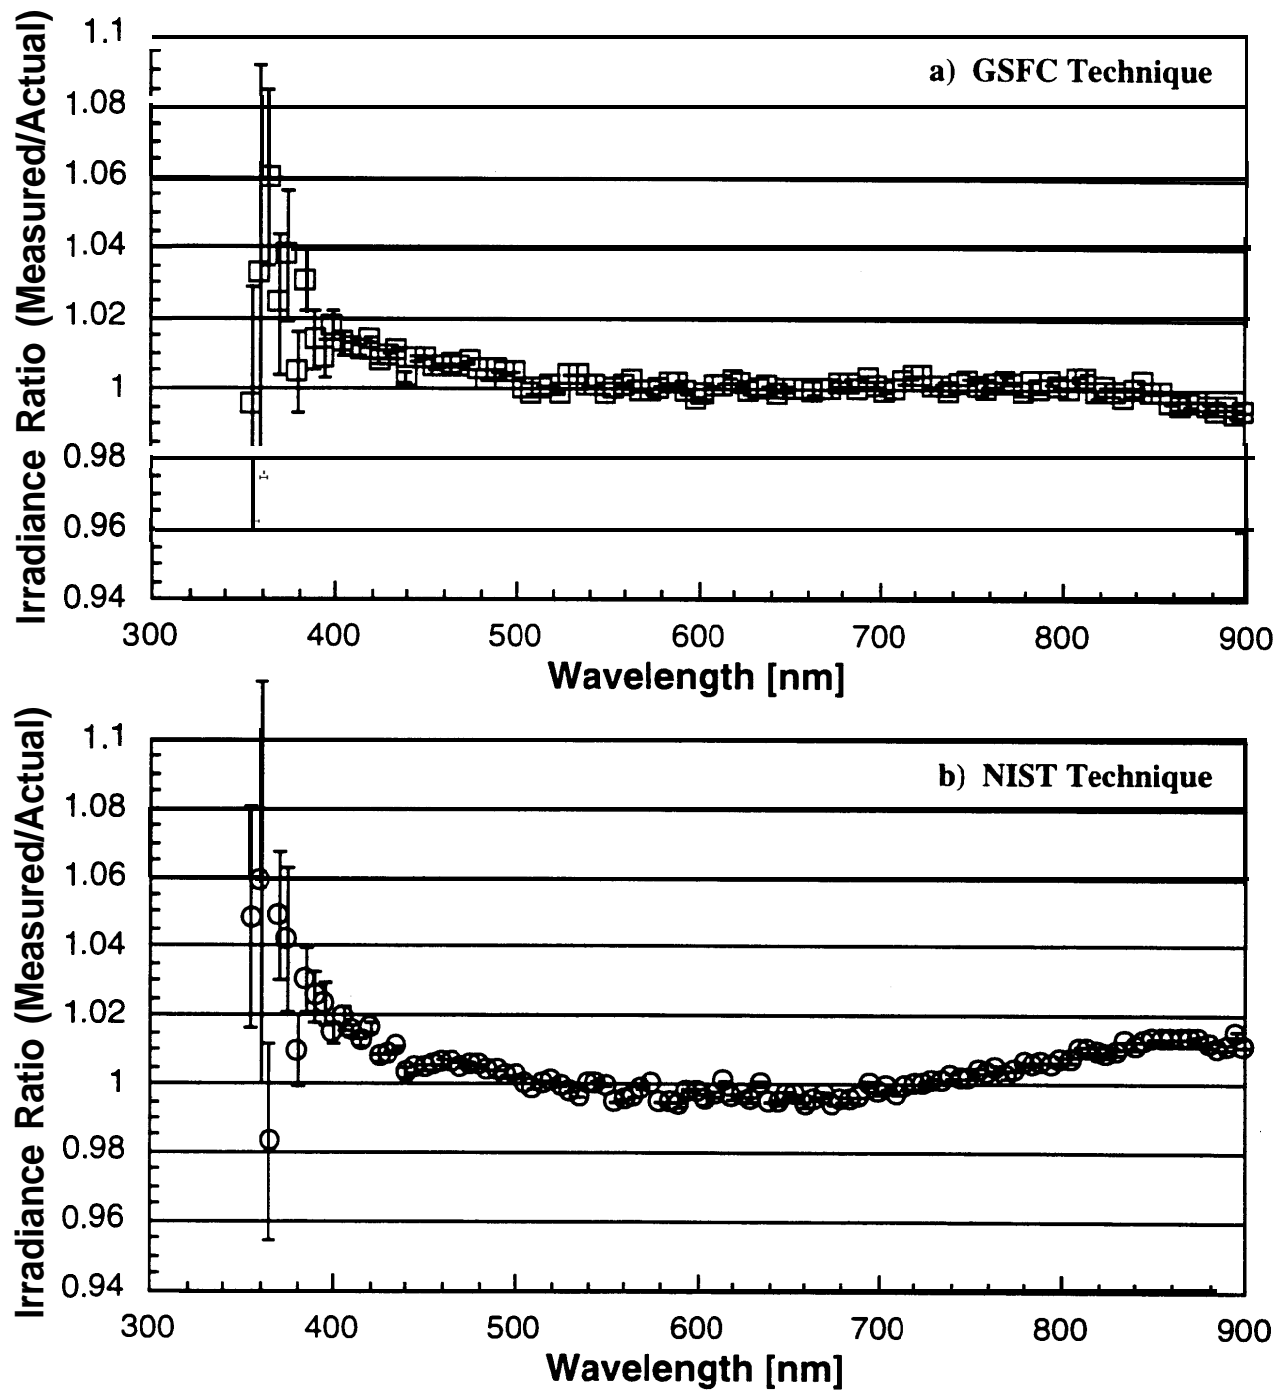 Irradiance Ratio (Measured/Actual)
a) GSFC Technique
1.1
1.08
1.06
1.04
1.02
1
0.98
0.96
0.94
300 400 500 600 700 800 900
Wavelength [nm]
Irradiance Ratio (Measured/Actual)
b) NIST Technique
1.1
1.08
1.06
1.04
1.02
1
0.98
0.96
0.94
300 400 500 600 700 800 900
Wavelength [nm]